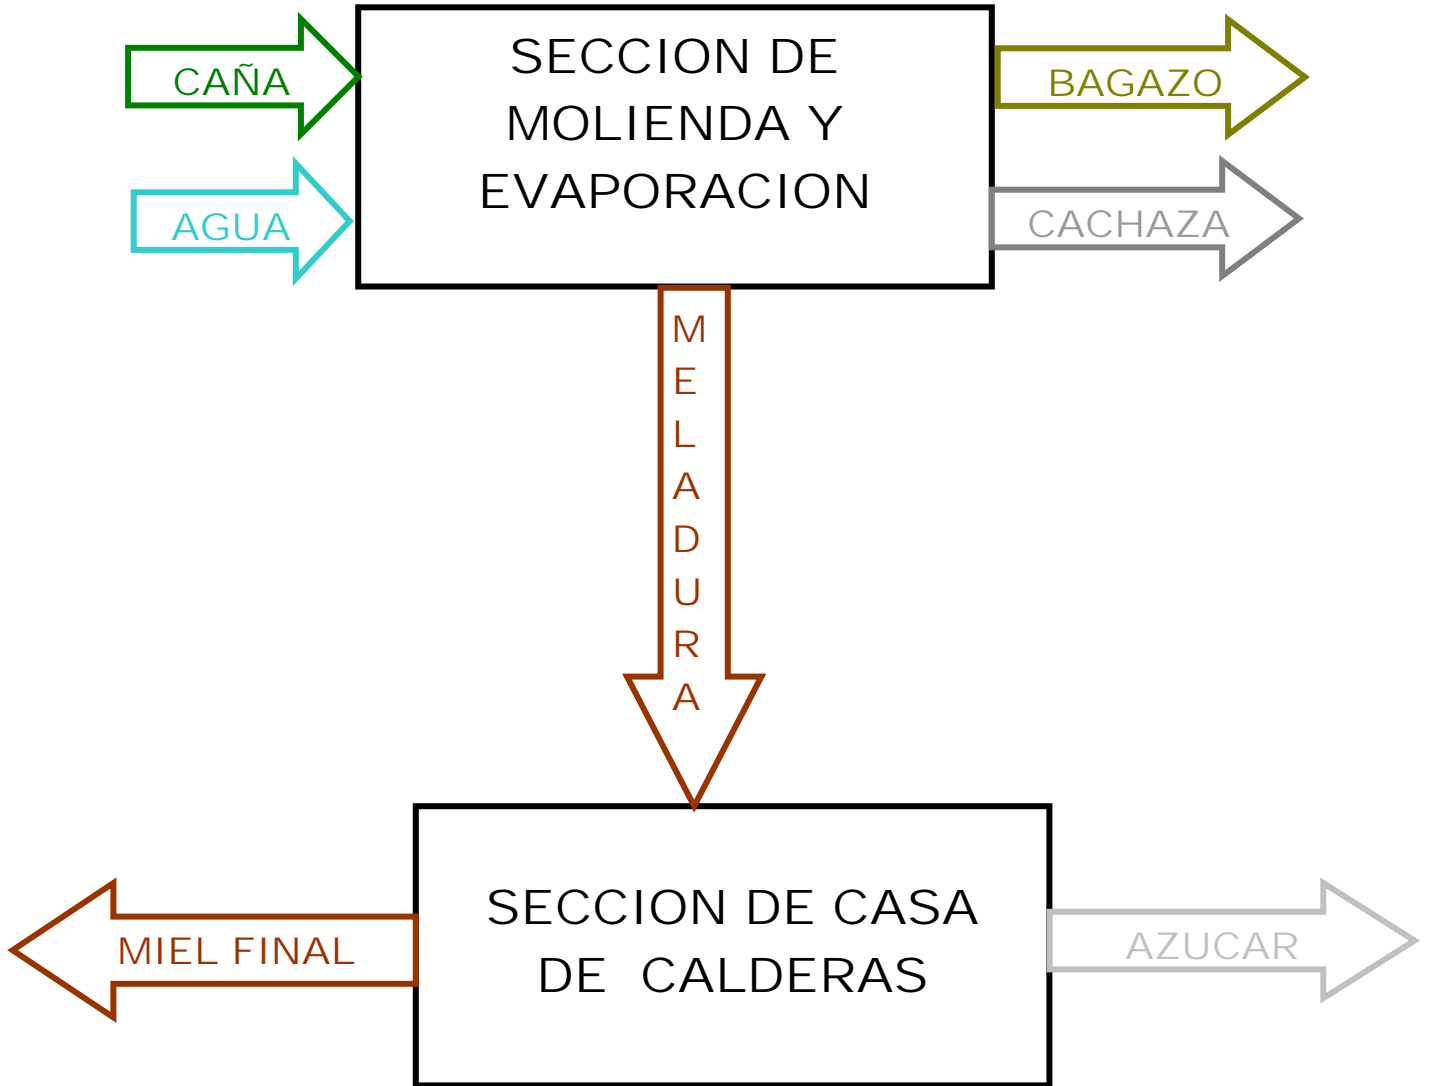 CAÑA
AGUA
SECCION DE
MOLIENDA Y
EVAPORACION
BAGAZO
CACHAZA
M
E
L
A
D
U
R
A
MIEL FINAL
SECCION DE CASA
DE CALDERAS
AZUCAR